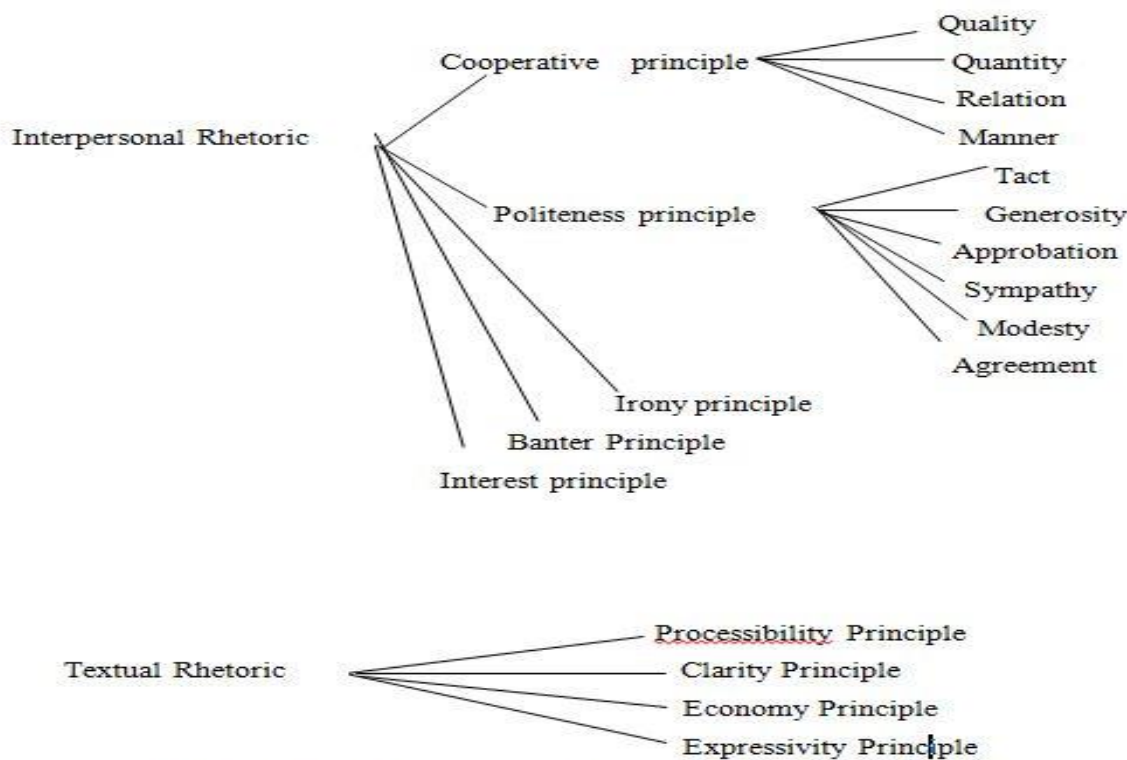 Quality
Cooperative principle
Quantity
Relation
Interpersonal Rhetoric
Manner
Tact
Politeness principle
Generosity
Approbation
Sympathy
Modesty
Agreement
Irony principle
Banter Principle
Interest principle
Processibility Principle
Textual Rhetoric
Clarity Principle
Economy Principle
Expressivity Principle